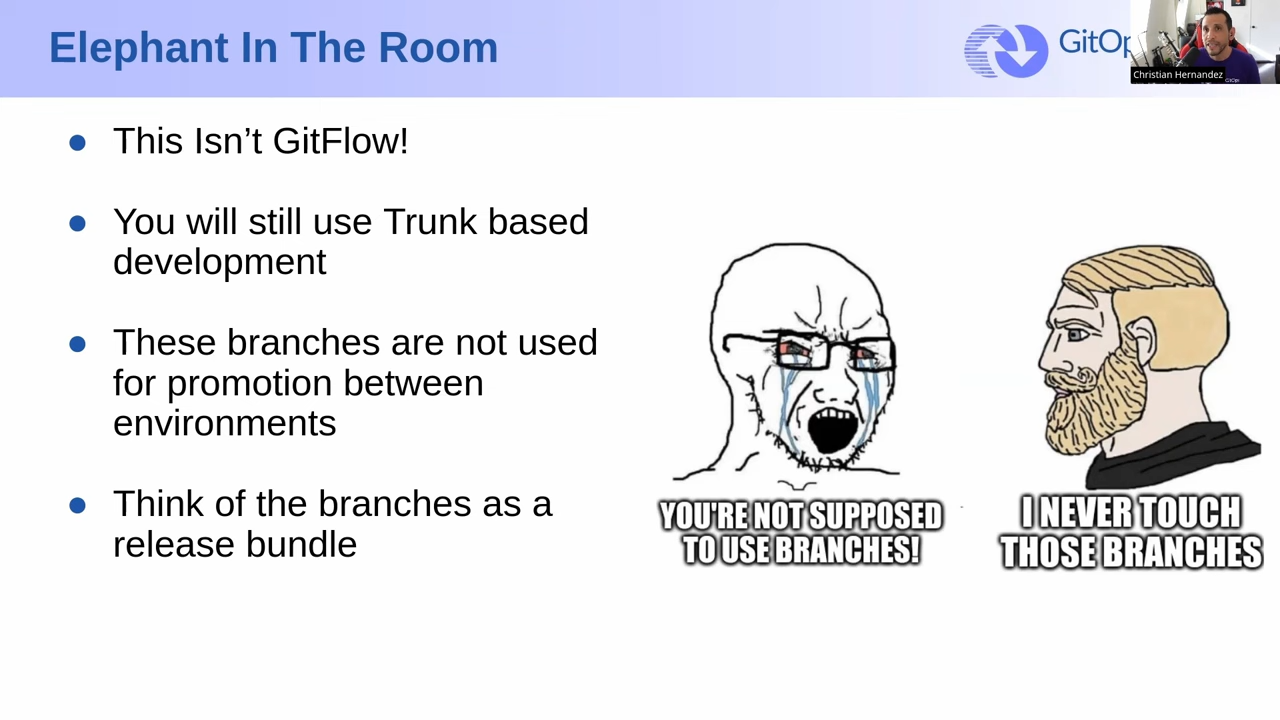 Elephant In The Room
GitOp
Christian Hernandez
● This Isn’t GitFlow!
● You will still use Trunk based
development
● These branches are not used
for promotion between
environments
● Think of the branches as a
release bundle
YOU'RE NOT SUPPOSED
TO USE BRANCHES!
I NEVER TOUCH
THOSE BRANCHES